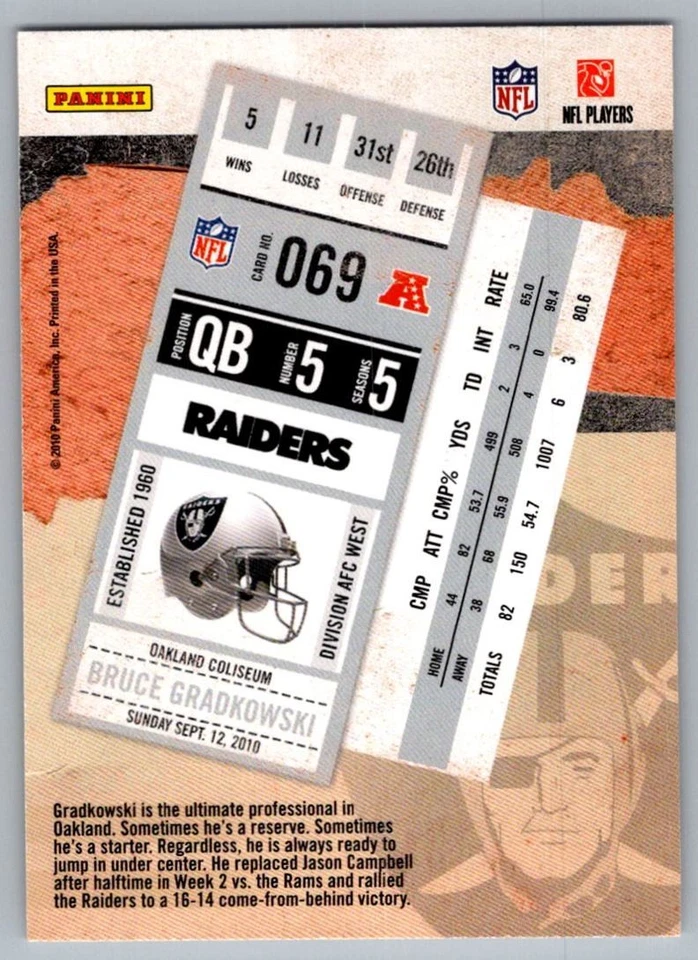 PANINI
NFL
NFL PLAYERS
© 2010 Panini America, Inc. Printed in the USA.
5 11 31st 26th
WINS LOSSES OFFENSE DEFENSE
NFL
CARD NO. 069
POSITION QB NUMBER 5 SEASONS 5
RAIDERS
ESTABLISHED 1960
RAIDERS
DIVISION AFC WEST
OAKLAND COLISEUM
BRUCE GRADKOWSKI
SUNDAY SEPT. 12, 2010
CMP ATT CMP% YDS TD INT RATE
HOME 44 82 53.7 499 2 3 65.0
AWAY 38 68 55.9 508 4 0 99.4
TOTALS 82 150 54.7 1007 6 3 80.6
DER
Gradkowski is the ultimate professional in
Oakland. Sometimes he's a reserve. Sometimes
he's a starter. Regardless, he is always ready to
jump in under center. He replaced Jason Campbell
after halftime in Week 2 vs. the Rams and rallied
the Raiders to a 16-14 come-from-behind victory.